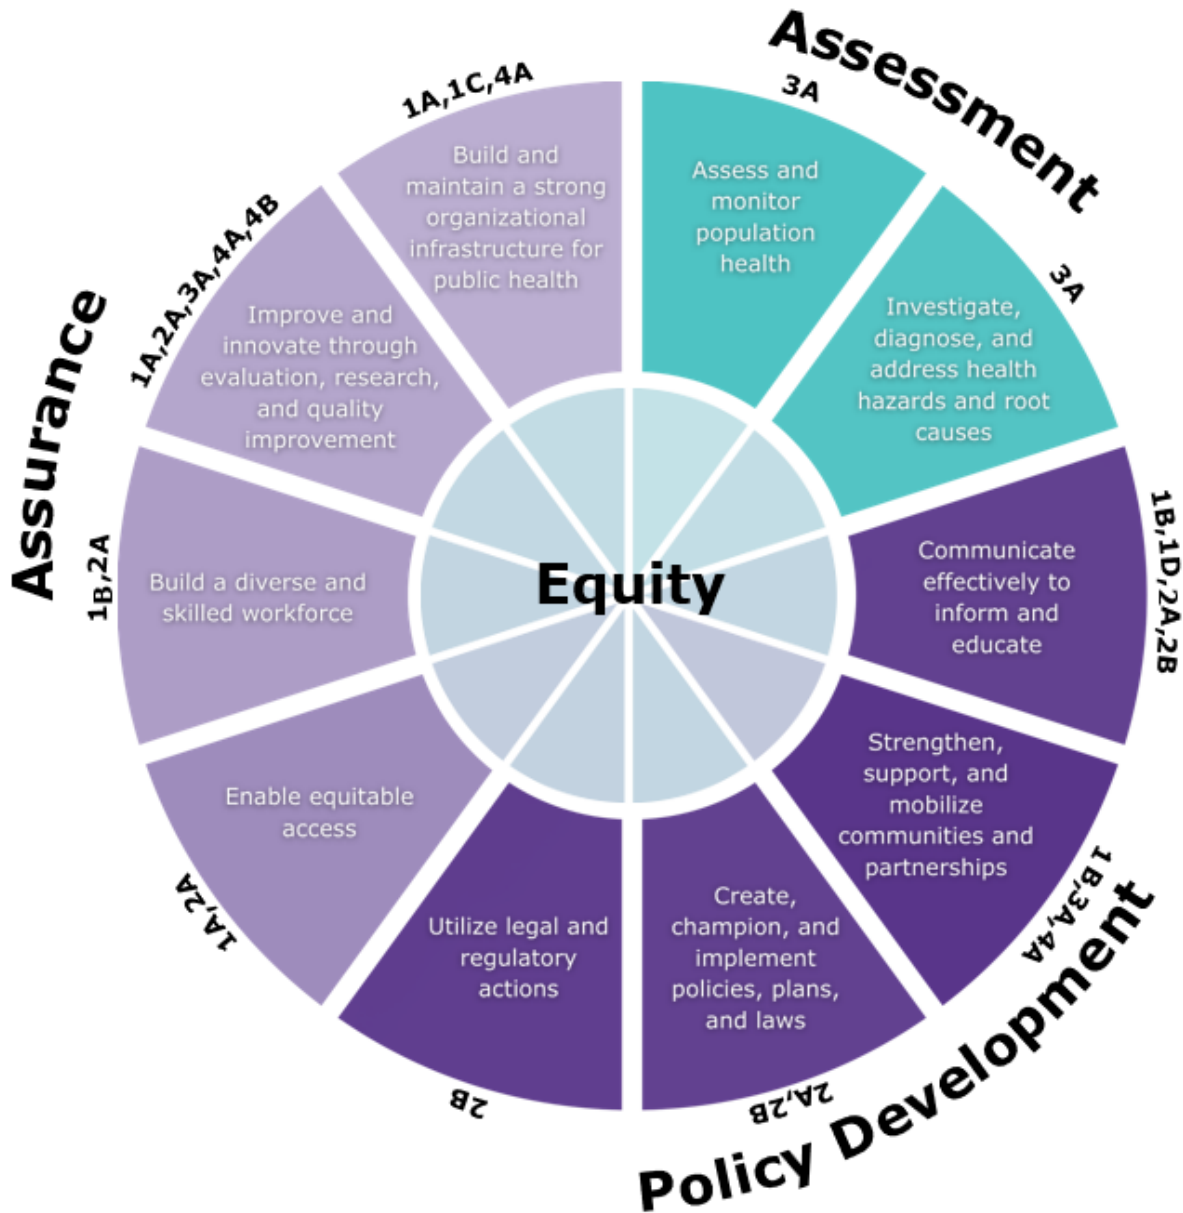 Assessment
3A
Assess and
monitor
population
health
3A
Investigate,
diagnose, and
address health
hazards and root
causes
1B,1D,2A,2B
Communicate
effectively to
inform and
educate
1B,3A,4A
Strengthen,
support, and
mobilize
communities and
partnerships
Policy Development
2A,2B
Create,
champion, and
implement
policies, plans,
and laws
2B
Utilize legal and
regulatory
actions
1A,2A
Enable equitable
access
Assurance
1B,2A
Build a diverse and
skilled workforce
1A,2A,3A,4A,4B
Improve and
innovate through
evaluation, research,
and quality
improvement
1A,1C,4A
Build and
maintain a strong
organizational
infrastructure for
public health
Equity